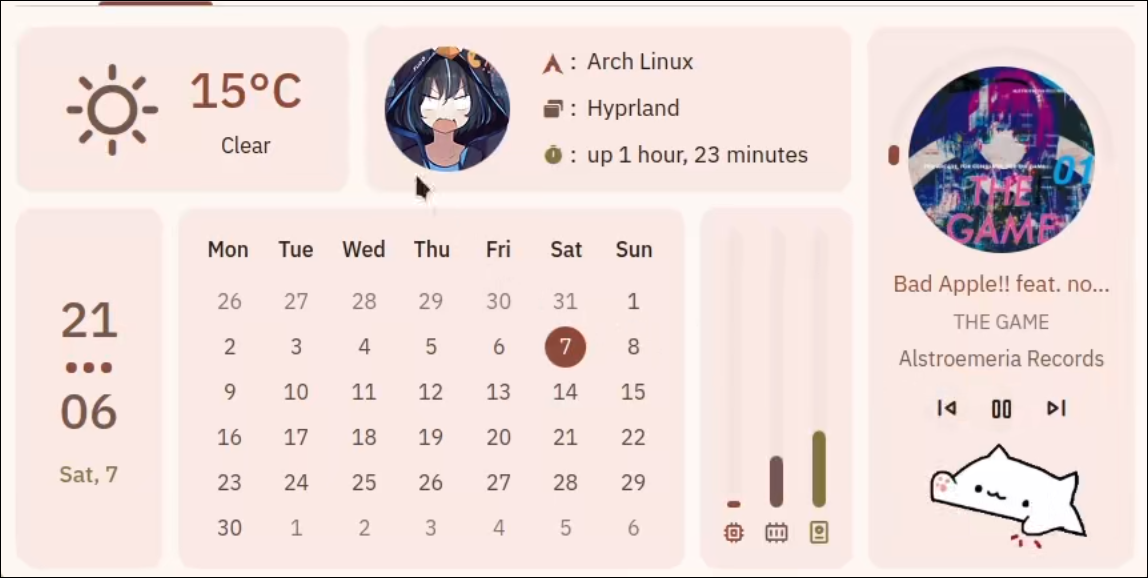 15°C
Clear
: Arch Linux
: Hyprland
: up 1 hour, 23 minutes
21
06
Sat, 7
Mon Tue Wed Thu Fri Sat Sun
26 27 28 29 30 31 1
2 3 4 5 6 7 8
9 10 11 12 13 14 15
16 17 18 19 20 21 22
23 24 25 26 27 28 29
30 1 2 3 4 5 6
01
THE
GAME
Bad Apple!! feat. no...
THE GAME
Alstroemeria Records